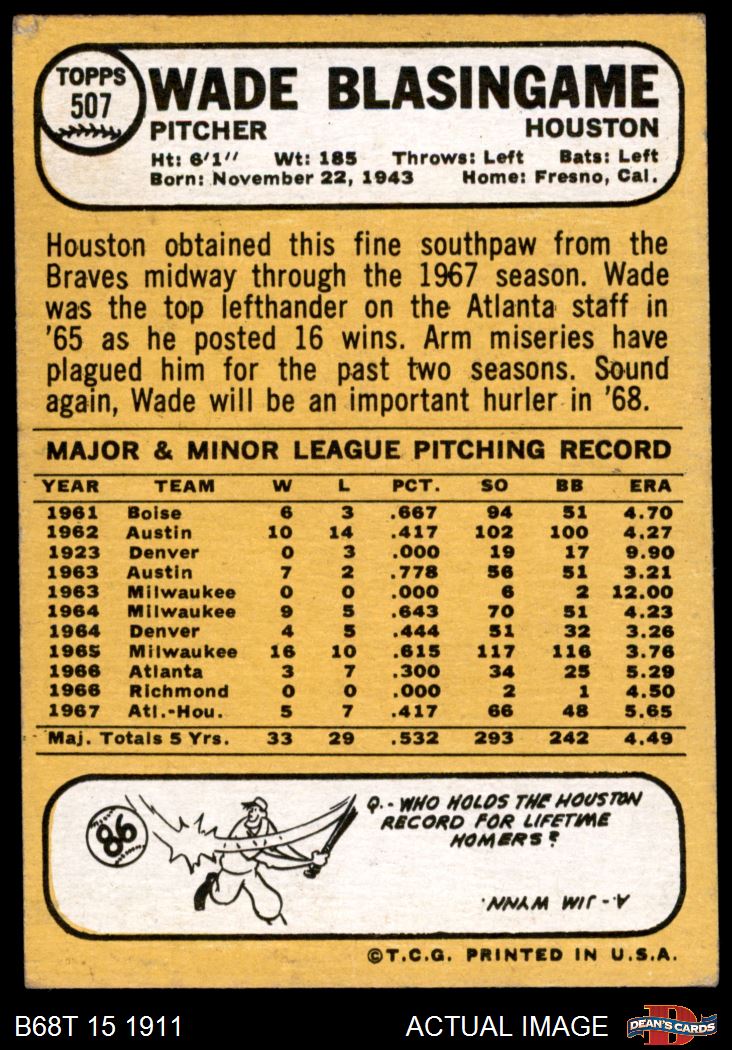 TOPPS
507
WADE BLASINGAME
PITCHER HOUSTON
Ht: 6'1" Wt: 185 Throws: Left Bats: Left
Born: November 22, 1943 Home: Fresno, Cal.
Houston obtained this fine southpaw from the
Braves midway through the 1967 season. Wade
was the top lefthander on the Atlanta staff in
'65 as he posted 16 wins. Arm miseries have
plagued him for the past two seasons. Sound
again, Wade will be an important hurler in '68.
MAJOR & MINOR LEAGUE PITCHING RECORD
YEAR TEAM W L PCT. SO BB ERA
1961 Boise 6 3 .667 94 51 4.70
1962 Austin 10 14 .417 102 100 4.27
1923 Denver 0 3 .000 19 17 9.90
1963 Austin 7 2 .778 56 51 3.21
1963 Milwaukee 0 0 .000 6 2 12.00
1964 Milwaukee 9 5 .643 70 51 4.23
1964 Denver 4 5 .444 51 32 3.26
1965 Milwaukee 16 10 .615 117 116 3.76
1966 Atlanta 3 7 .300 34 25 5.29
1966 Richmond 0 0 .000 2 1 4.50
1967 Atl.-Hou. 5 7 .417 66 48 5.65
Maj. Totals 5 Yrs. 33 29 .532 293 242 4.49
86
Q.- WHO HOLDS THE HOUSTON
RECORD FOR LIFETIME
HOMERS?
A.- JIM WYNN.
©T.C.G. PRINTED IN U.S.A.
B68T 15 1911 ACTUAL IMAGE D DEAN'S CARDS